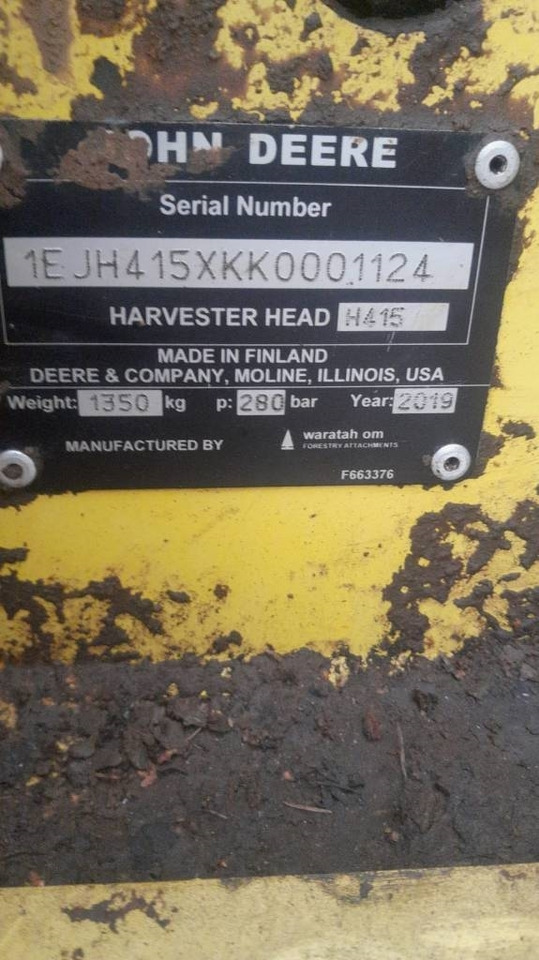 JOHN DEERE
Serial Number
1EJH415XKK0001124
HARVESTER HEAD H415
MADE IN FINLAND
DEERE & COMPANY, MOLINE, ILLINOIS, USA
Weight: 1350 kg p: 280 bar Year: 2019
MANUFACTURED BY waratah om
FORESTRY ATTACHMENTS
F663376